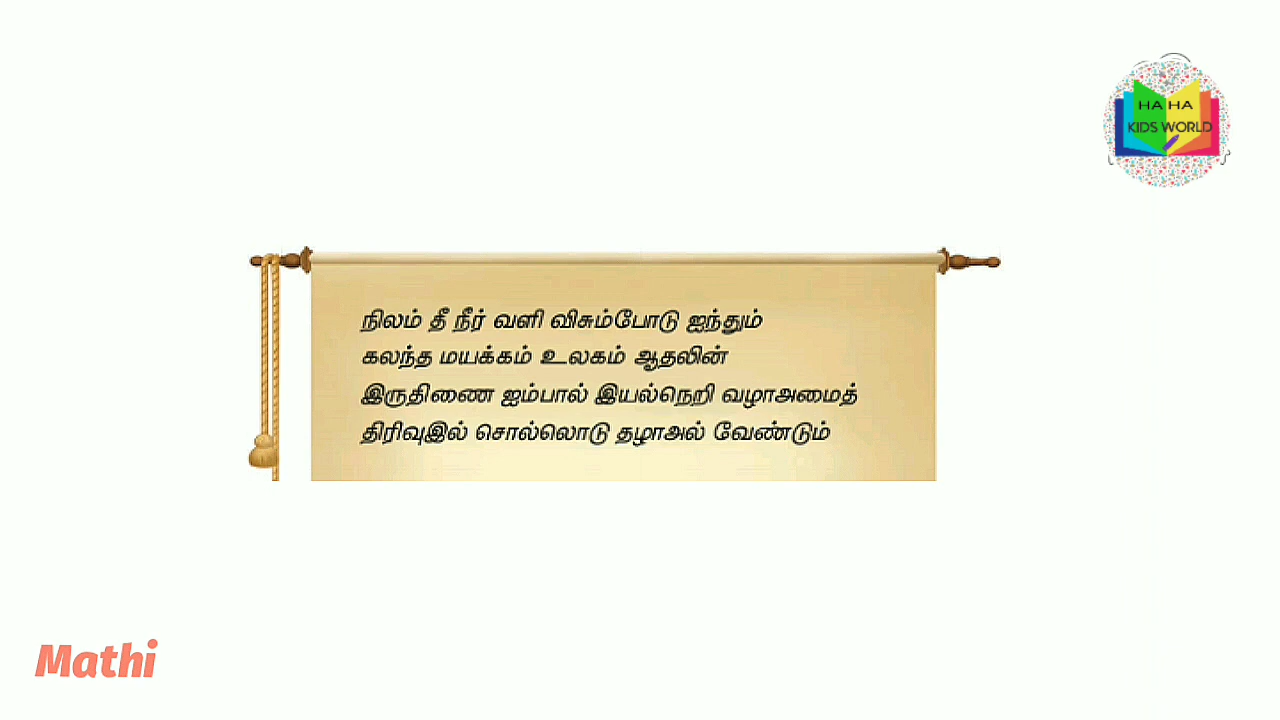 HA HA
KIDS WORLD
நிலம் தீ நீர் வளி விசும்போடு ஐந்தும்
கலந்த மயக்கம் உலகம் ஆதலின்
இருதிணை ஐம்பால் இயல்நெறி வழாஅமைத்
திரிவுஇல் சொல்லொடு தழாஅல் வேண்டும்
Mathi